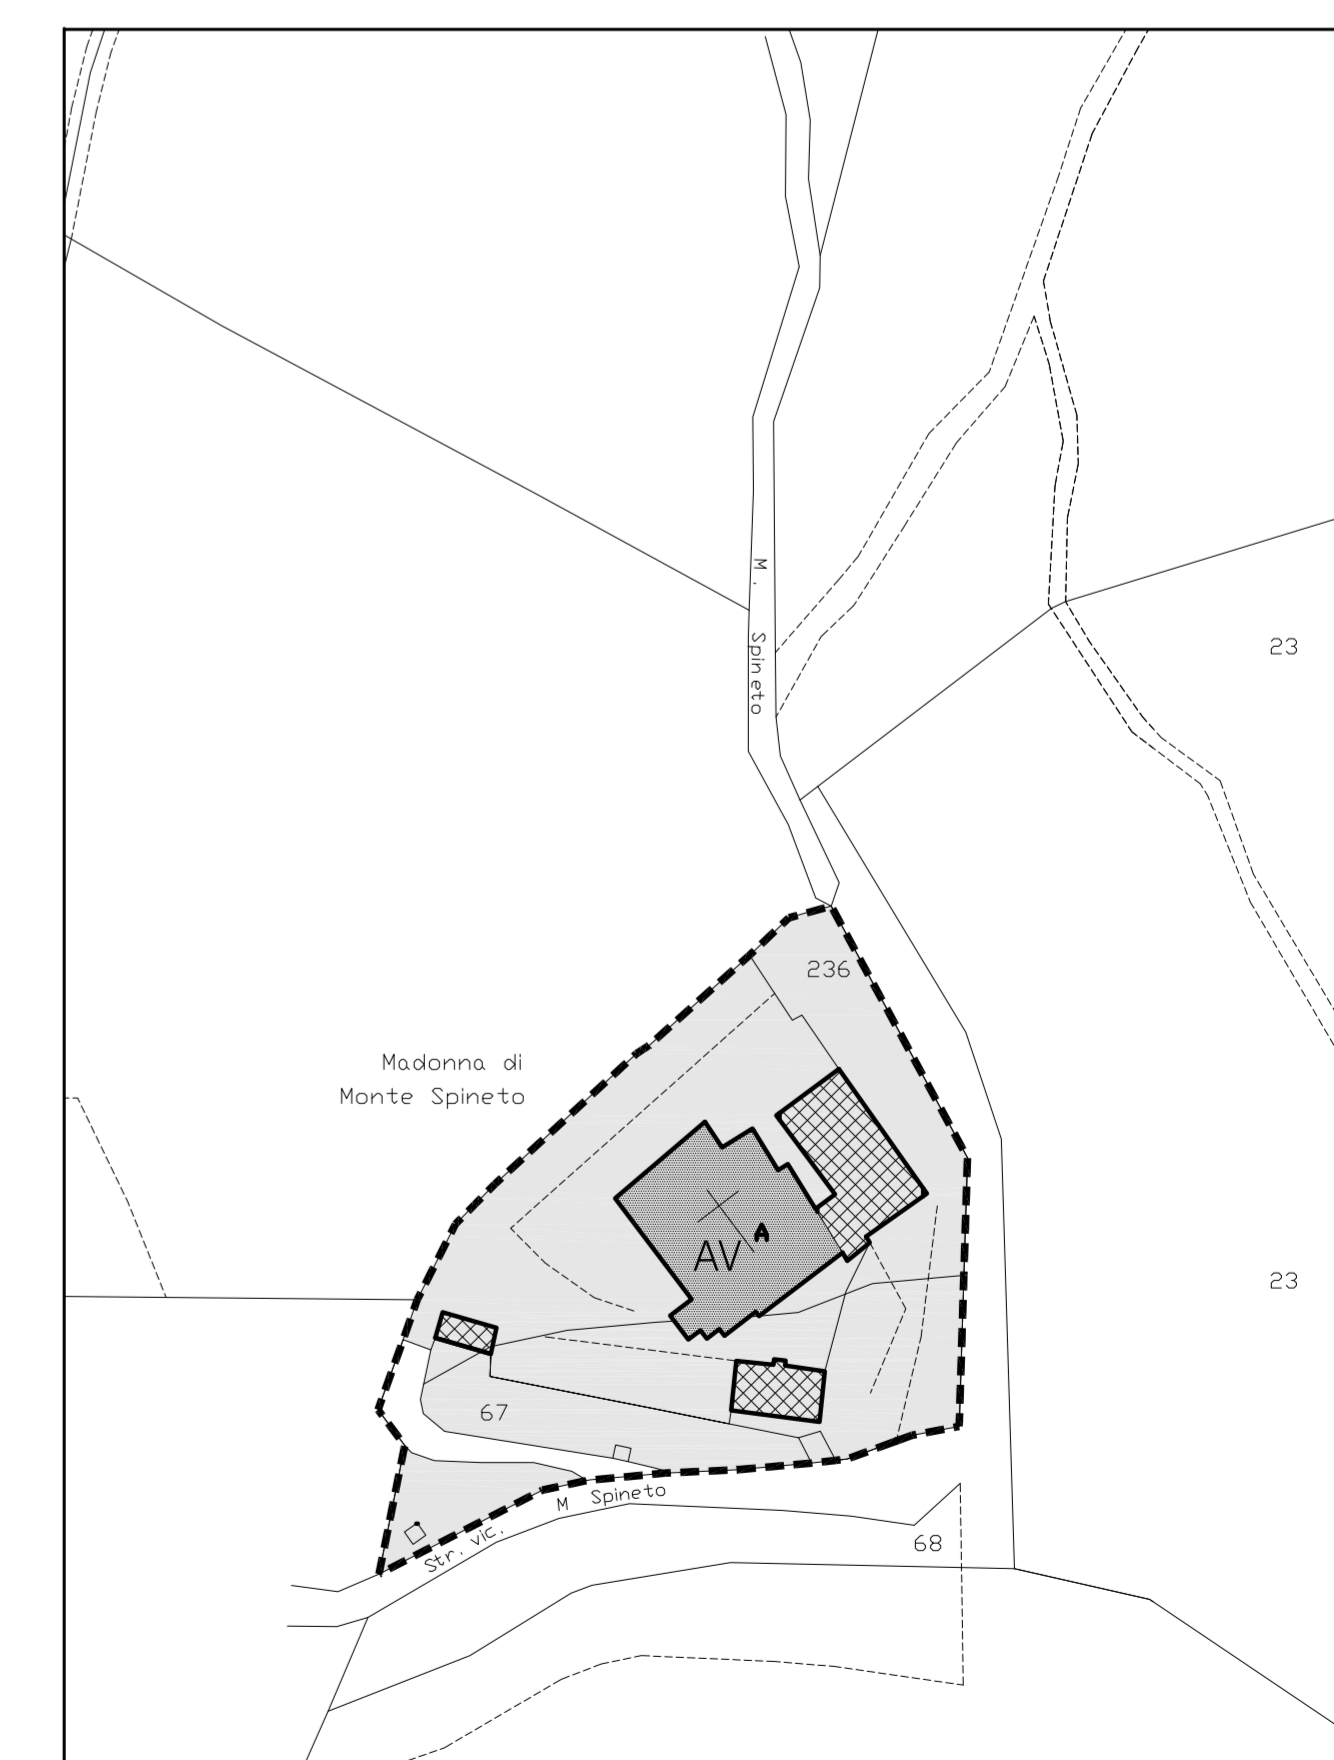 M. Spineto
23
236
Madonna di
Monte Spineto
A
AV
23
67
M Spineto
Str. vic.
68